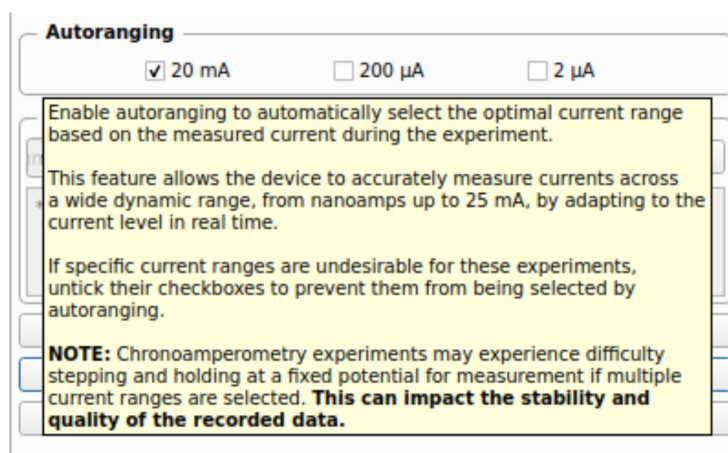 Autoranging
20 mA
200 µA
2 µA
Enable autoranging to automatically select the optimal current range
based on the measured current during the experiment.
This feature allows the device to accurately measure currents across
a wide dynamic range, from nanoamps up to 25 mA, by adapting to the
current level in real time.
If specific current ranges are undesirable for these experiments,
untick their checkboxes to prevent them from being selected by
autoranging.
NOTE: Chronoamperometry experiments may experience difficulty
stepping and holding at a fixed potential for measurement if multiple
current ranges are selected. This can impact the stability and
quality of the recorded data.